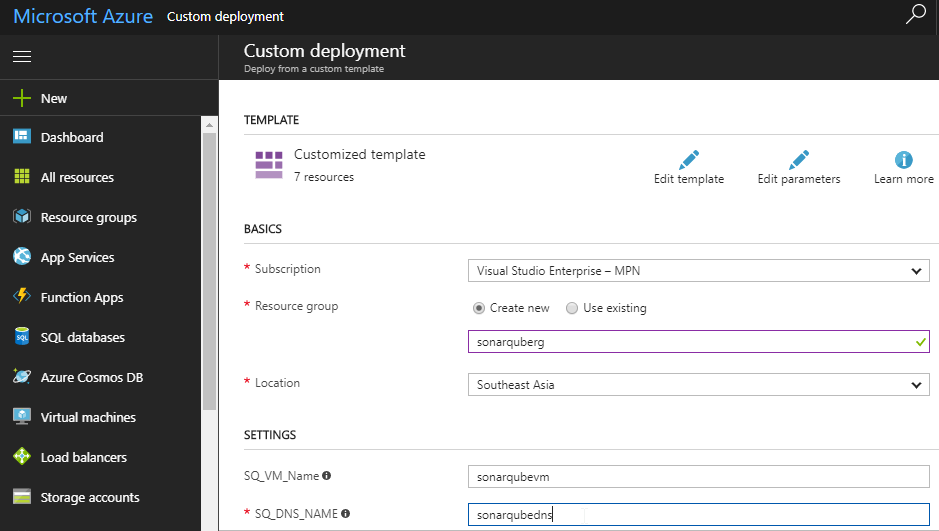 Microsoft Azure Custom deployment
Custom deployment
Deploy from a custom template
New
Dashboard
All resources
Resource groups
App Services
Function Apps
SQL databases
Azure Cosmos DB
Virtual machines
Load balancers
Storage accounts
TEMPLATE
Customized template
7 resources
Edit template
Edit parameters
Learn more
BASICS
* Subscription
Visual Studio Enterprise – MPN
* Resource group
Create new Use existing
sonarquberg
* Location
Southeast Asia
SETTINGS
SQ_VM_Name
sonarqubevm
* SQ_DNS_NAME
sonarqubedns